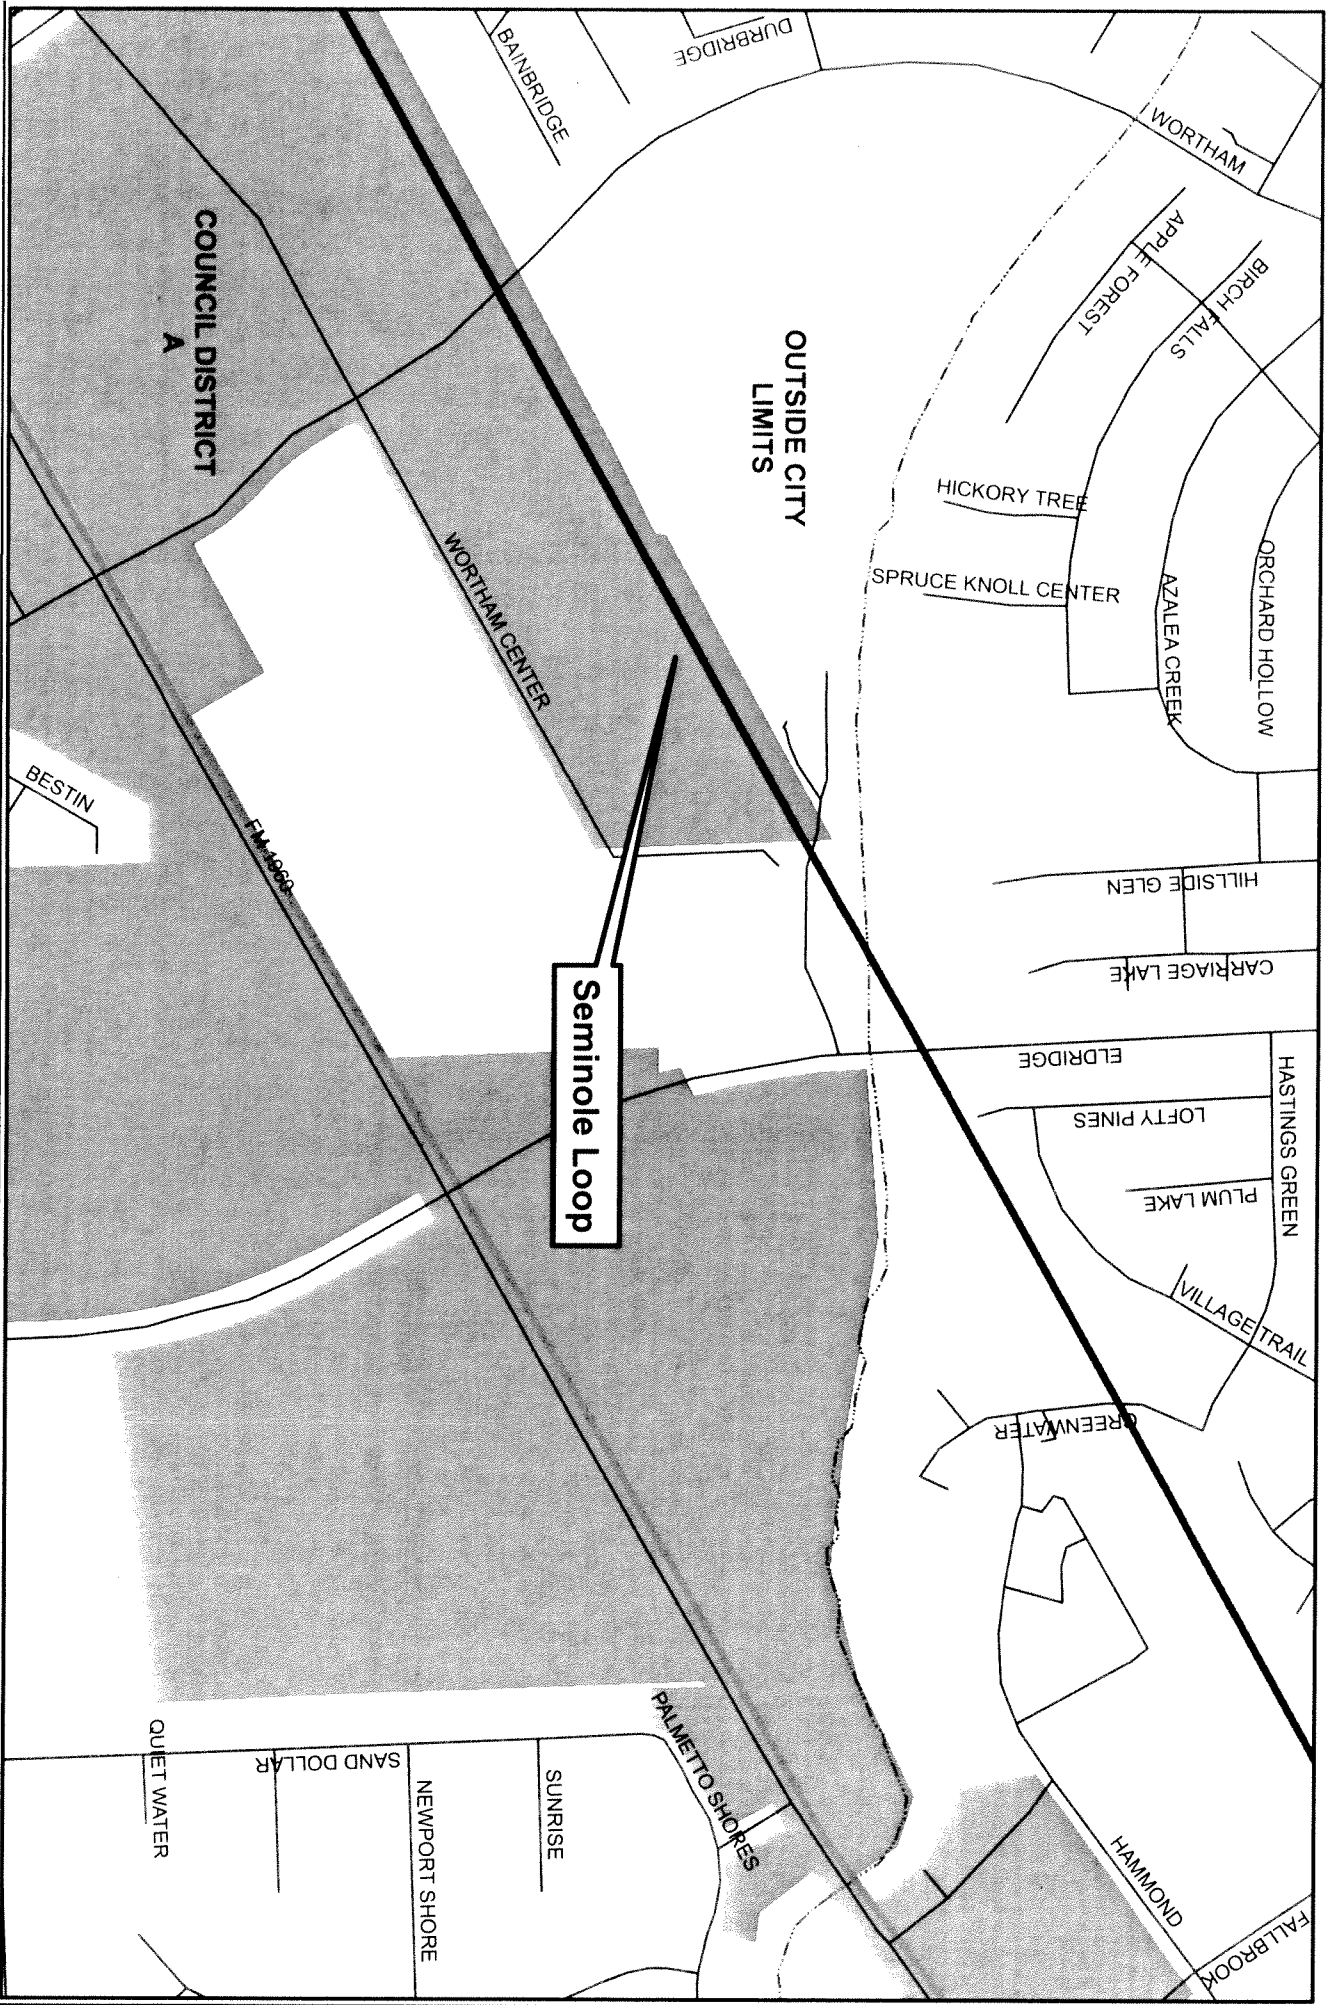 BAINBRIDGE
DURBRIDGE
WORTHAM
APPLE FOREST
BIRCH FALLS
COUNCIL DISTRICT
A
OUTSIDE CITY
LIMITS
HICKORY TREE
SPRUCE KNOLL CENTER
AZALEA CREEK
ORCHARD HOLLOW
WORTHAM CENTER
BESTIN
FM 1960
HILLSIDE GLEN
CARRIAGE LAKE
Seminole Loop
ELDRIDGE
HASTINGS GREEN
LOFTY PINES
PLUM LAKE
VILLAGE TRAIL
GREENWATER
PALMETTO SHORES
QUIET WATER
SAND DOLLAR
NEWPORT SHORE
SUNRISE
HAMMOND
FALLBROOK